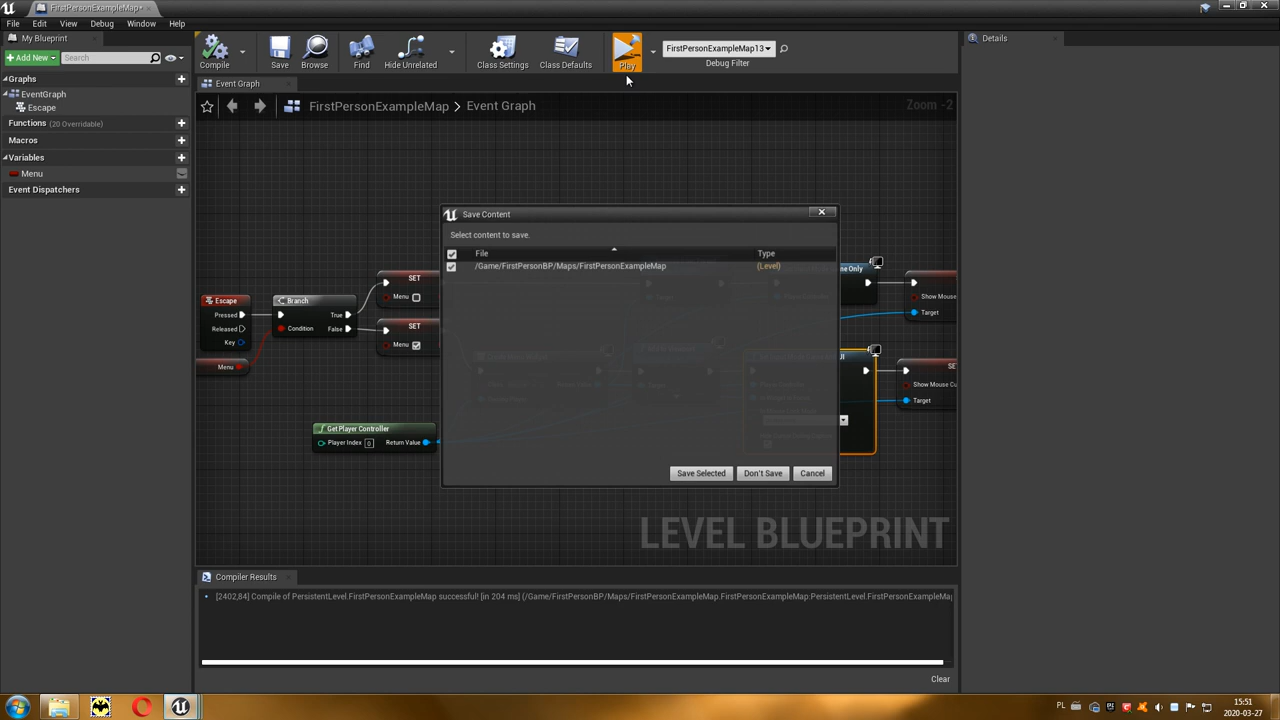 FirstPersonExampleMap*
File Edit View Debug Window Help
My Blueprint
Add New
Search
Graphs
EventGraph
Escape
Functions (20 Overridable)
Macros
Variables
Menu
Event Dispatchers
Compile
Save
Browse
Find
Hide Unrelated
Class Settings
Class Defaults
Play
FirstPersonExampleMap13
Debug Filter
Details
Event Graph
FirstPersonExampleMap > Event Graph
Zoom -2
Save Content
Select content to save.
File Type
/Game/FirstPersonBP/Maps/FirstPersonExampleMap (Level)
Save Selected Don't Save Cancel
Escape
Pressed
Released
Key
Menu
Branch
True
Condition False
SET
Menu
SET
Menu
Get Player Controller
Player Index 0 Return Value
ne Only
Show Mouse
Target
UI
SE
Show Mouse Cu
Target
LEVEL BLUEPRINT
Compiler Results
[2402,84] Compile of PersistentLevel.FirstPersonExampleMap successful! [in 204 ms] (/Game/FirstPersonBP/Maps/FirstPersonExampleMap.FirstPersonExampleMap:PersistentLevel.FirstPersonExampleMap
Clear
PL
15:51
2020-03-27